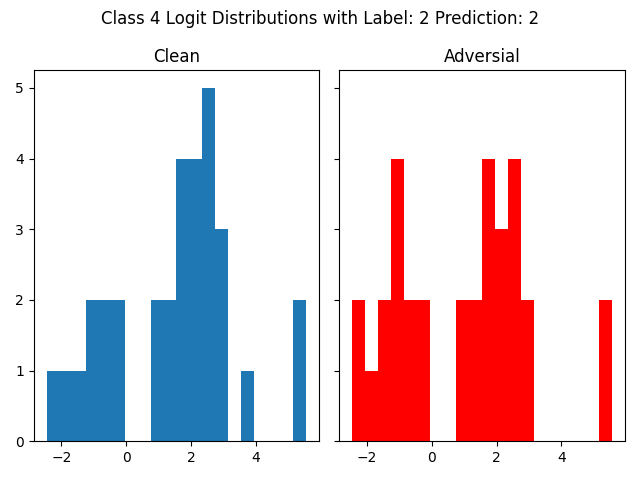 Class 4 Logit Distributions with Label: 2 Prediction: 2
Clean
Adversial
5
4
3
2
1
0
−2 0 2 4
−2 0 2 4